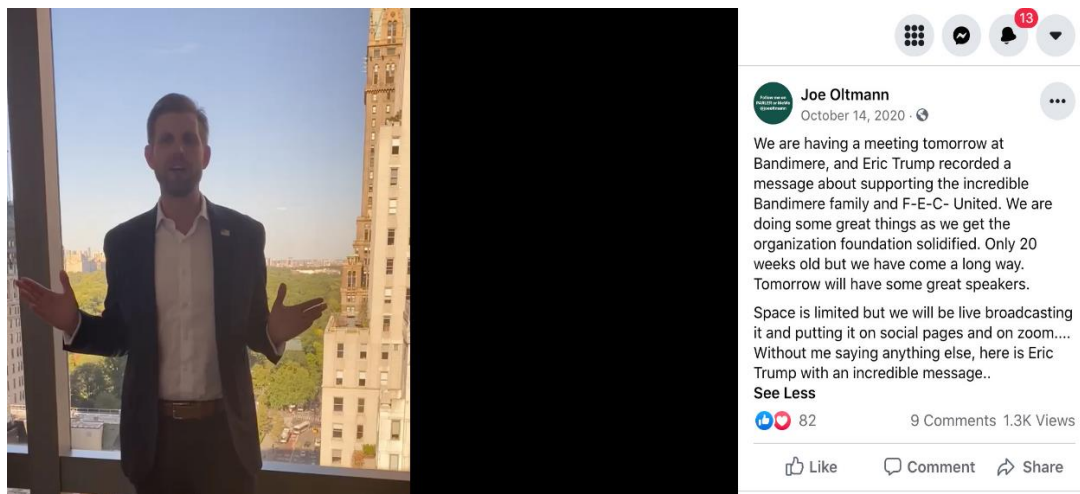 13
Joe Oltmann
October 14, 2020 ·
We are having a meeting tomorrow at
Bandimere, and Eric Trump recorded a
message about supporting the incredible
Bandimere family and F-E-C- United. We are
doing some great things as we get the
organization foundation solidified. Only 20
weeks old but we have come a long way.
Tomorrow will have some great speakers.
Space is limited but we will be live broadcasting
it and putting it on social pages and on zoom....
Without me saying anything else, here is Eric
Trump with an incredible message..
See Less
82 9 Comments 1.3K Views
Like Comment Share